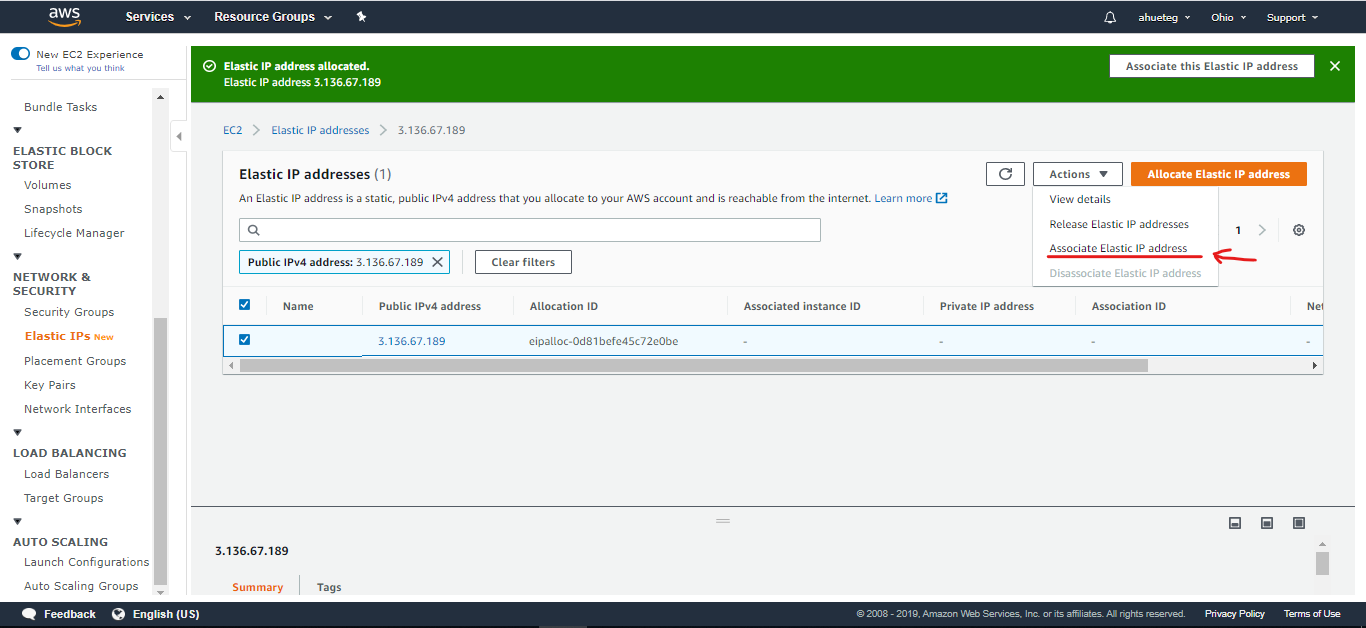 aws
Services
Resource Groups
ahueteg
Ohio
Support
New EC2 Experience
Tell us what you think
Bundle Tasks
ELASTIC BLOCK
STORE
Volumes
Snapshots
Lifecycle Manager
NETWORK &
SECURITY
Security Groups
Elastic IPs New
Placement Groups
Key Pairs
Network Interfaces
LOAD BALANCING
Load Balancers
Target Groups
AUTO SCALING
Launch Configurations
Auto Scaling Groups
Elastic IP address allocated.
Elastic IP address 3.136.67.189
Associate this Elastic IP address
EC2 > Elastic IP addresses > 3.136.67.189
Elastic IP addresses (1)
Actions
Allocate Elastic IP address
An Elastic IP address is a static, public IPv4 address that you allocate to your AWS account and is reachable from the internet. Learn more
View details
Release Elastic IP addresses
Associate Elastic IP address
Disassociate Elastic IP address
1
Public IPv4 address: 3.136.67.189
Clear filters
Name Public IPv4 address Allocation ID Associated instance ID Private IP address Association ID Net
3.136.67.189 eipalloc-0d81befe45c72e0be - - - -
3.136.67.189
Summary
Tags
Feedback
English (US)
© 2008 - 2019, Amazon Web Services, Inc. or its affiliates. All rights reserved.
Privacy Policy
Terms of Use